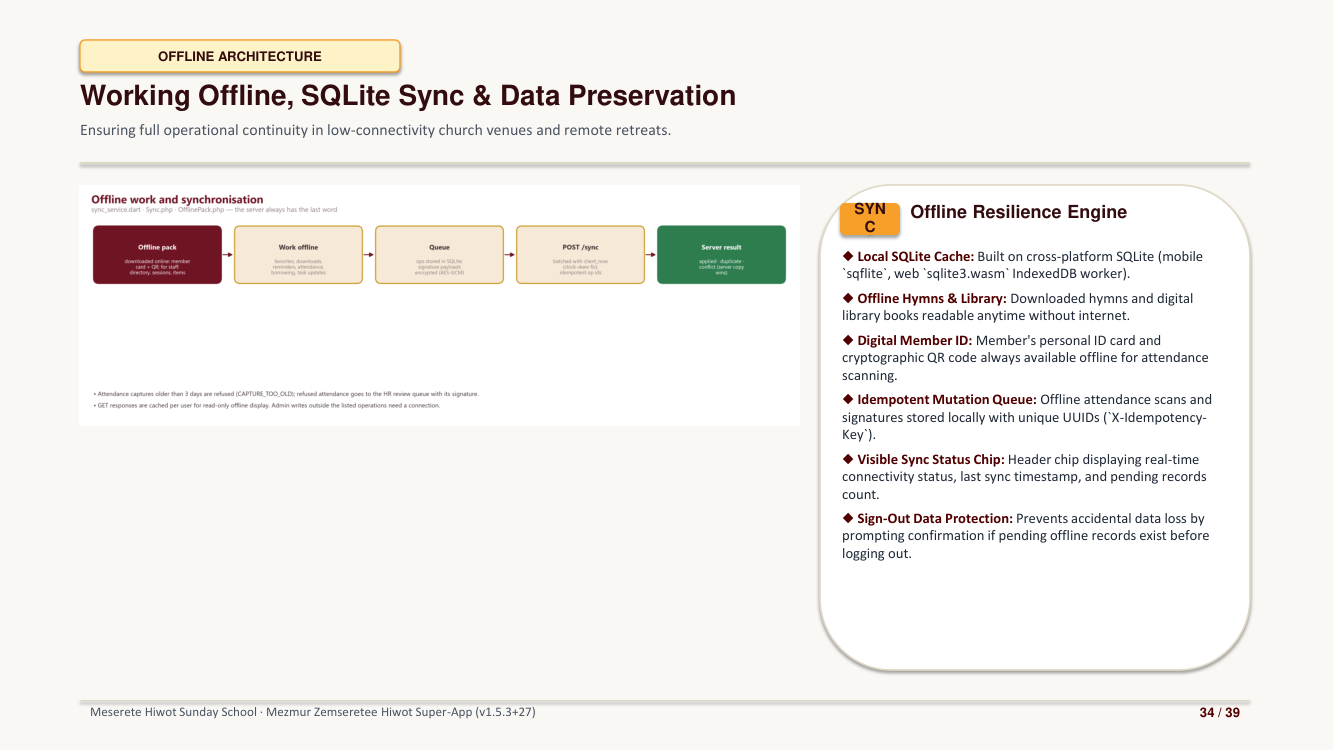 OFFLINE ARCHITECTURE
Working Offline, SQLite Sync & Data Preservation
Ensuring full operational continuity in low-connectivity church venues and remote retreats.
Offline work and synchronisation
sync_service.dart · Sync.php · OfflinePack.php — the server always has the last word
Offline pack
downloaded online: member
card + QR; for staff
directory, sessions, items
Work offline
favorites, downloads,
reminders, attendance,
borrowing, task updates
Queue
ops stored in SQLite
signature payloads
encrypted (AES-GCM)
POST /sync
batched with client_now
(clock-skew fix)
idempotent op ids
Server result
applied · duplicate ·
conflict (server copy
wins)
• Attendance captures older than 3 days are refused (CAPTURE_TOO_OLD); refused attendance goes to the HR review queue with its signature.
• GET responses are cached per user for read-only offline display. Admin writes outside the listed operations need a connection.
SYN
C
Offline Resilience Engine
◆ Local SQLite Cache: Built on cross-platform SQLite (mobile
`sqflite`, web `sqlite3.wasm` IndexedDB worker).
◆ Offline Hymns & Library: Downloaded hymns and digital
library books readable anytime without internet.
◆ Digital Member ID: Member's personal ID card and
cryptographic QR code always available offline for attendance
scanning.
◆ Idempotent Mutation Queue: Offline attendance scans and
signatures stored locally with unique UUIDs (`X-Idempotency-
Key`).
◆ Visible Sync Status Chip: Header chip displaying real-time
connectivity status, last sync timestamp, and pending records
count.
◆ Sign-Out Data Protection: Prevents accidental data loss by
prompting confirmation if pending offline records exist before
logging out.
Meserete Hiwot Sunday School · Mezmur Zemseretee Hiwot Super-App (v1.5.3+27)
34 / 39